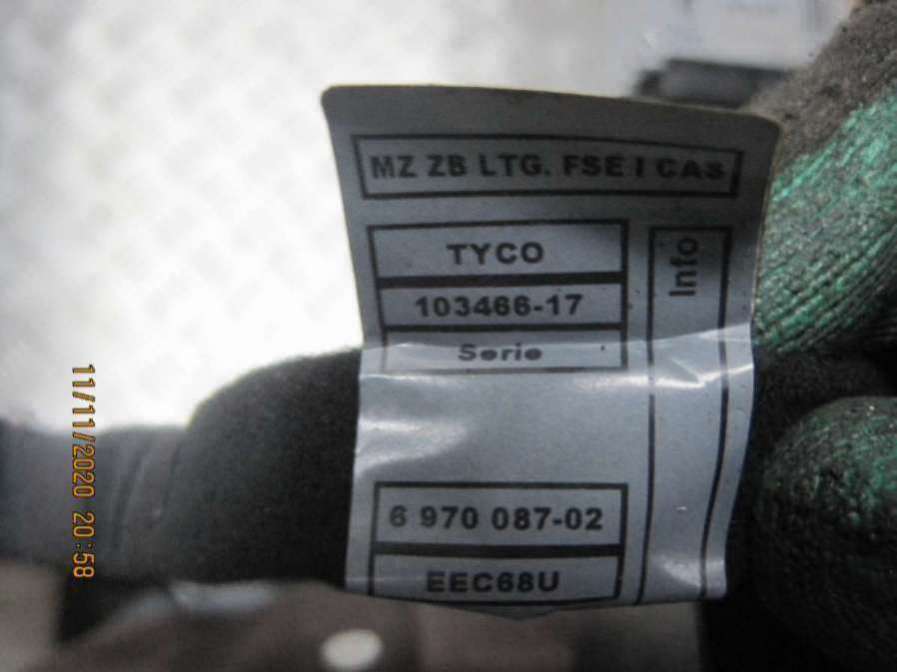 MZ ZB LTG. FSE I CAS
TYCO
103466-17
Serie
Info
6 970 087-02
EEC68U
11/11/2020 20:58